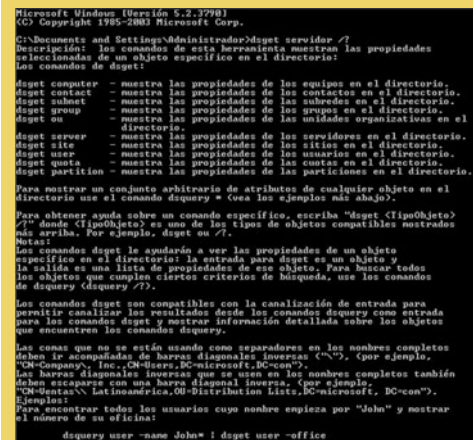 Microsoft Windows [Versión 5.2.3790]
(C) Copyright 1985-2003 Microsoft Corp.
C:\Documents and Settings\Administrador>dsget servidor /?
Descripción:  los comandos de esta herramienta muestran las propiedades
seleccionadas de un objeto específico en el directorio:
Los comandos de dsget:
dsget computer  - muestra las propiedades de los equipos en el directorio.
dsget contact   - muestra las propiedades de los contactos en el directorio.
dsget subnet    - muestra las propiedades de las subredes en el directorio.
dsget group     - muestra las propiedades de los grupos en el directorio.
dsget ou        - muestra las propiedades de las unidades organizativas en el
directorio.
dsget server    - muestra las propiedades de los servidores en el directorio.
dsget site      - muestra las propiedades de los sitios en el directorio.
dsget user      - muestra las propiedades de los usuarios en el directorio.
dsget quota     - muestra las propiedades de las cuotas en el directorio.
dsget partition - muestra las propiedades de las particiones en el directorio.
Para mostrar un conjunto arbitrario de atributos de cualquier objeto en el
directorio use el comando dsquery * (vea los ejemplos más abajo).
Para obtener ayuda sobre un comando específico, escriba "dsget <TipoObjeto>
/?" donde <TipoObjeto> es uno de los tipos de objetos compatibles mostrados
más arriba. Por ejemplo, dsget ou /?.
Notas:
Los comandos dsget le ayudarán a ver las propiedades de un objeto
específico en el directorio: la entrada para dsget es un objeto y
la salida es una lista de propiedades de ese objeto. Para buscar todos
los objetos que cumplen ciertos criterios de búsqueda, use los comandos
de dsquery (dsquery /?).
Los comandos dsget son compatibles con la canalización de entrada para
permitir canalizar los resultados desde los comandos dsquery como entrada
para los comandos dsget y mostrar información detallada sobre los objetos
que encuentren los comandos dsquery.
Las comas que no se están usando como separadores en los nombres completos
deben ir acompañadas de barras diagonales inversas ("\"), (por ejemplo,
"CN=Company\, Inc.,CN=Users,DC=microsoft,DC=com").
Las barras diagonales inversas que se usen en los nombres completos también
deben escaparse con una barra diagonal inversa, (por ejemplo,
"CN=Ventas\\ Latinoamérica,OU=Distribution Lists,DC=microsoft, DC=com").
Ejemplos:
Para encontrar todos los usuarios cuyo nombre empieza por "John" y mostrar
el número de su oficina:
dsquery user -name John* | dsget user -office